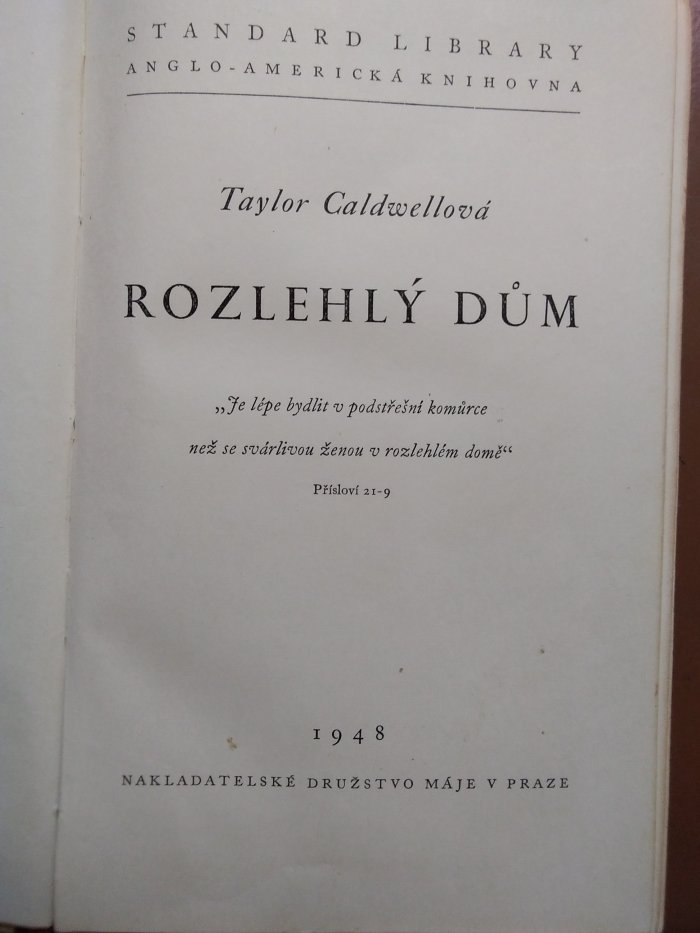 STANDARD LIBRARY
ANGLO-AMERICKÁ KNIHOVNA
Taylor Caldwellová
ROZLEHLÝ DŮM
„Je lépe bydlit v podstřešní komůrce
než se svárlivou ženou v rozlehlém domě“
Přísloví 21-9
1948
NAKLADATELSKÉ DRUŽSTVO MÁJE V PRAZE